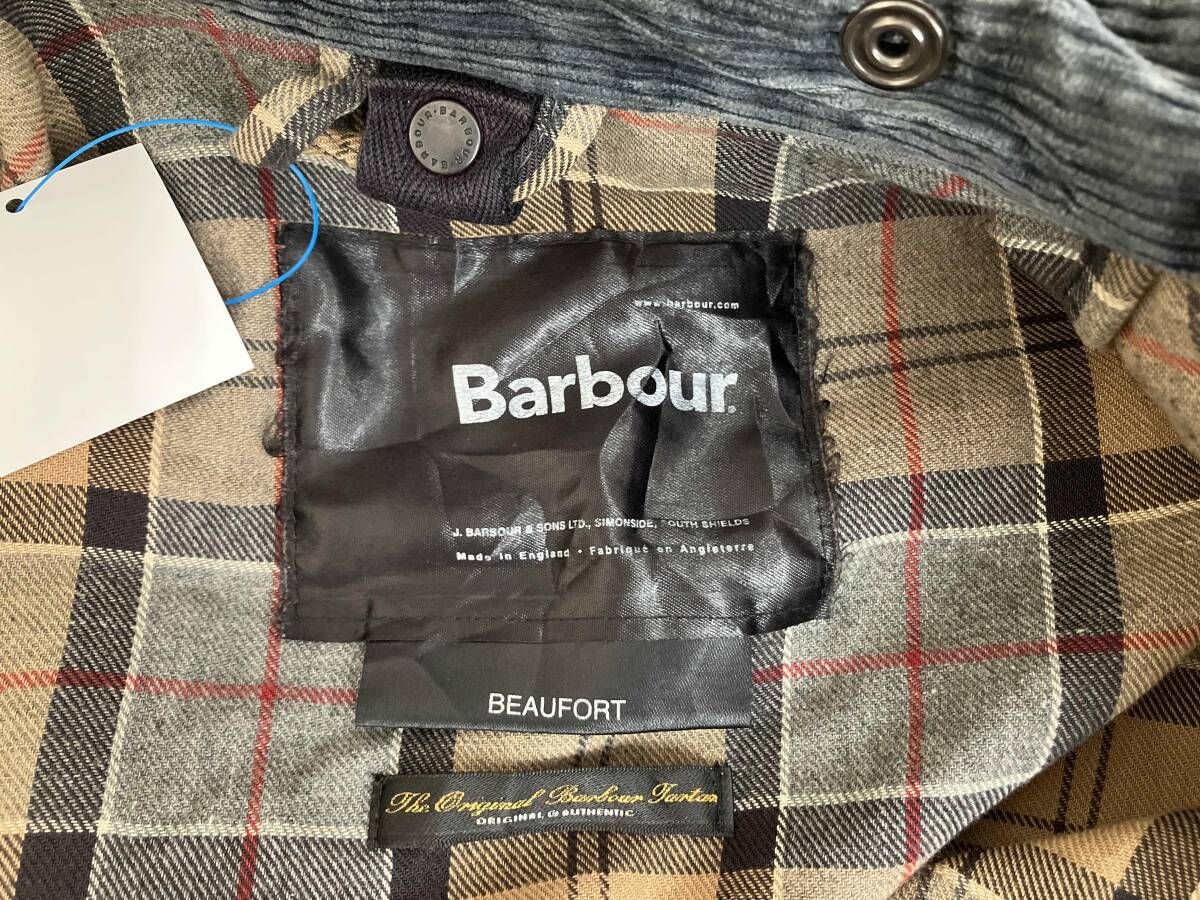 BARBOUR·BARBOUR·
www.barbour.com
Barbour.
J. BARBOUR & SONS LTD., SIMONSIDE, SOUTH SHIELDS
Made in England · Fabriqué en Angleterre
BEAUFORT
The Original Barbour Tartan
ORIGINAL & AUTHENTIC